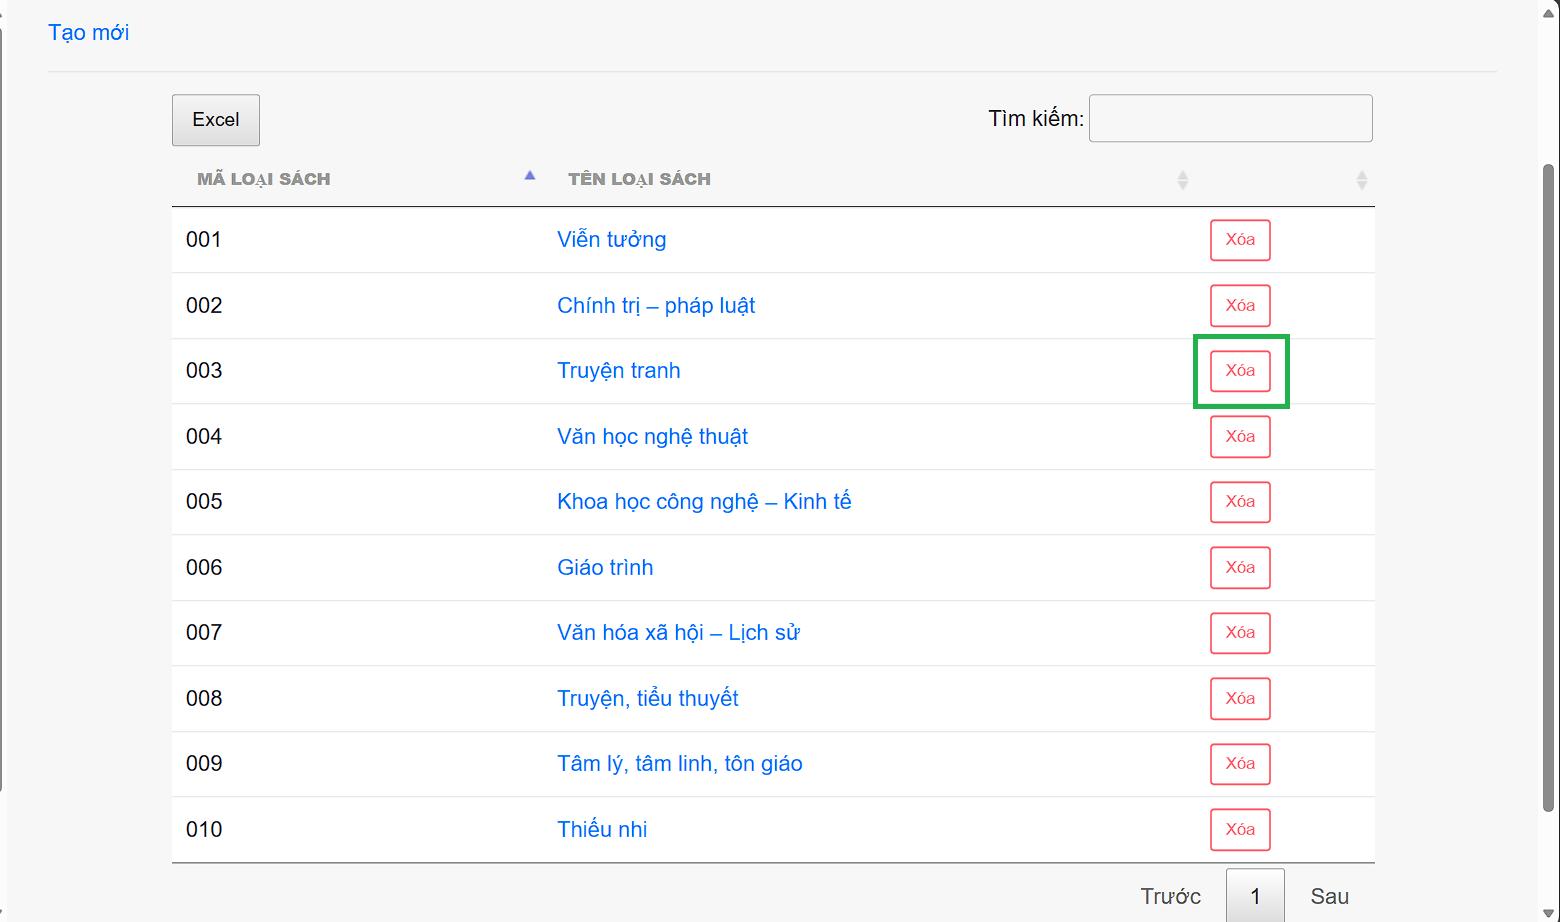 Tạo mới
Excel
Tìm kiếm:
MÃ LOẠI SÁCH TÊN LOẠI SÁCH
001 Viễn tưởng Xóa
002 Chính trị – pháp luật Xóa
003 Truyện tranh Xóa
004 Văn học nghệ thuật Xóa
005 Khoa học công nghệ – Kinh tế Xóa
006 Giáo trình Xóa
007 Văn hóa xã hội – Lịch sử Xóa
008 Truyện, tiểu thuyết Xóa
009 Tâm lý, tâm linh, tôn giáo Xóa
010 Thiếu nhi Xóa
Trước 1 Sau